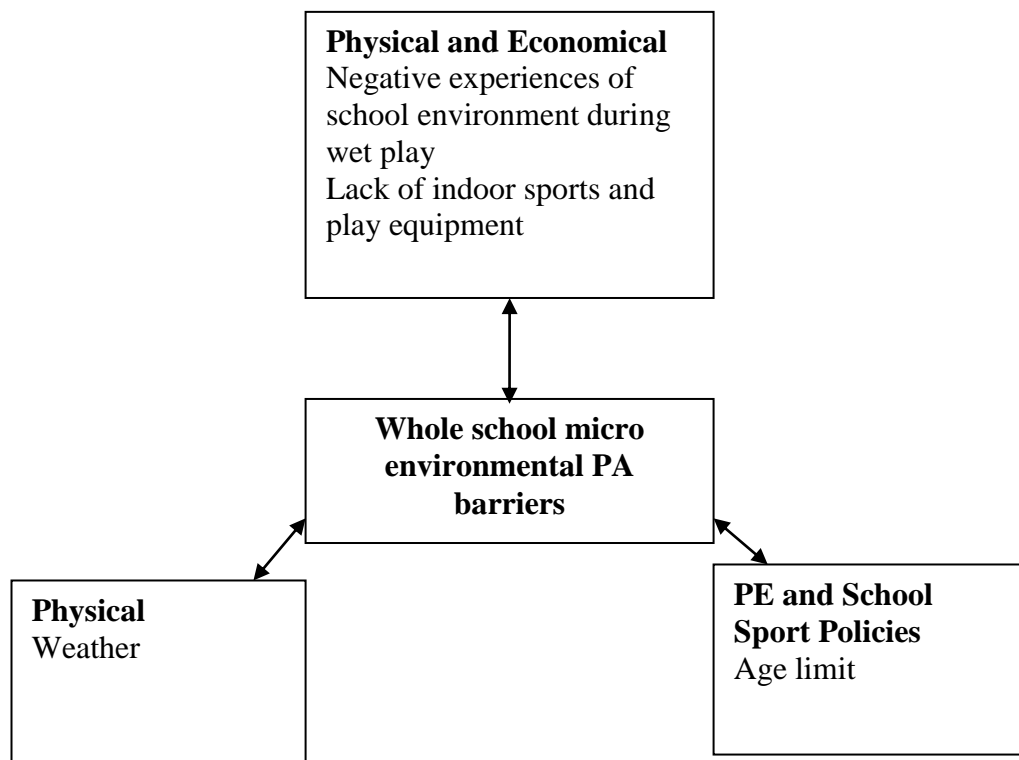 Physical and Economical
Negative experiences of
school environment during
wet play
Lack of indoor sports and
play equipment
Whole school micro
environmental PA
barriers
Physical
Weather
PE and School
Sport Policies
Age limit